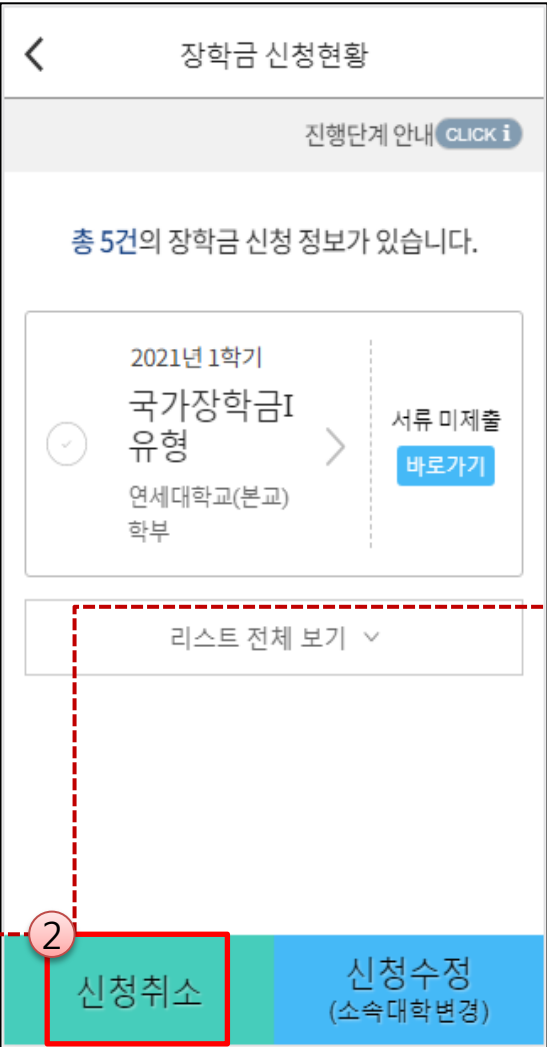 장학금 신청현황
진행단계 안내 CLICK i
총 5건의 장학금 신청 정보가 있습니다.
2021년 1학기
국가장학금I
유형
연세대학교(본교)
학부
서류 미제출
바로가기
리스트 전체 보기
2
신청취소
신청수정
(소속대학변경)